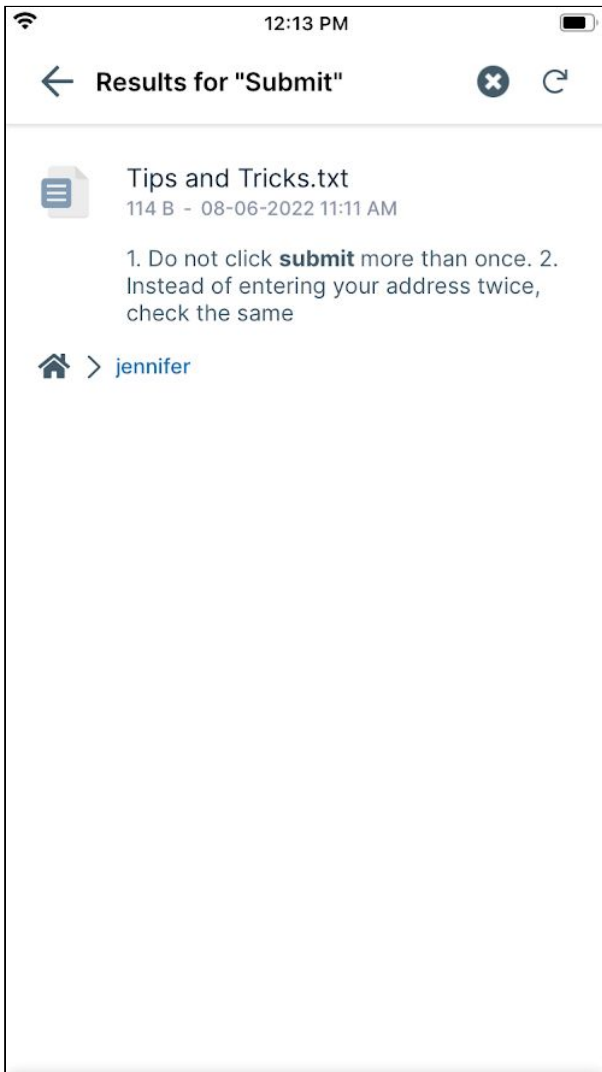 12:13 PM
Results for "Submit"
Tips and Tricks.txt
114 B - 08-06-2022 11:11 AM
1. Do not click submit more than once. 2.
Instead of entering your address twice,
check the same
jennifer